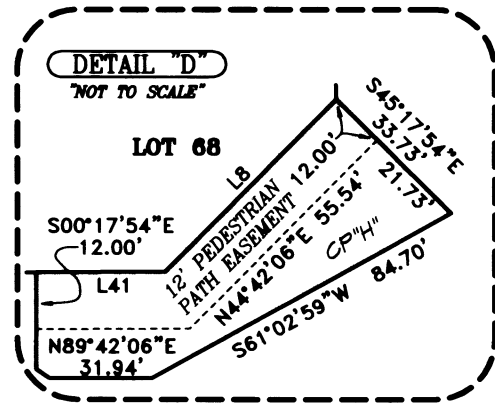 DETAIL "D"
"NOT TO SCALE"
LOT 68
S45°17'54"E
33.73'
L8
12' PEDESTRIAN
PATH EASEMENT
12.00'
21.73'
S00°17'54"E
12.00'
L41
N44°42'06"E 55.54'
CP"H"
S61°02'59"W 84.70'
N89°42'06"E
31.94'